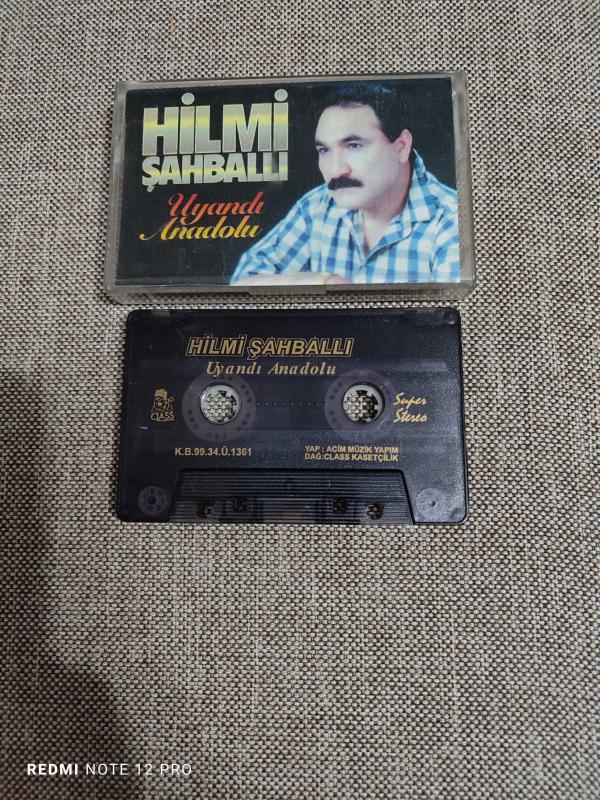 HİLMİ
ŞAHBALLI
Uyandı
Anadolu
HİLMİ ŞAHBALLI
Uyandı Anadolu
CLASS
Super
Stereo
K.B.99.34.Ü.1361
YAP : ACİM MÜZİK YAPIM
DAĞ:CLASS KASETÇİLİK
REDMI NOTE 12 PRO